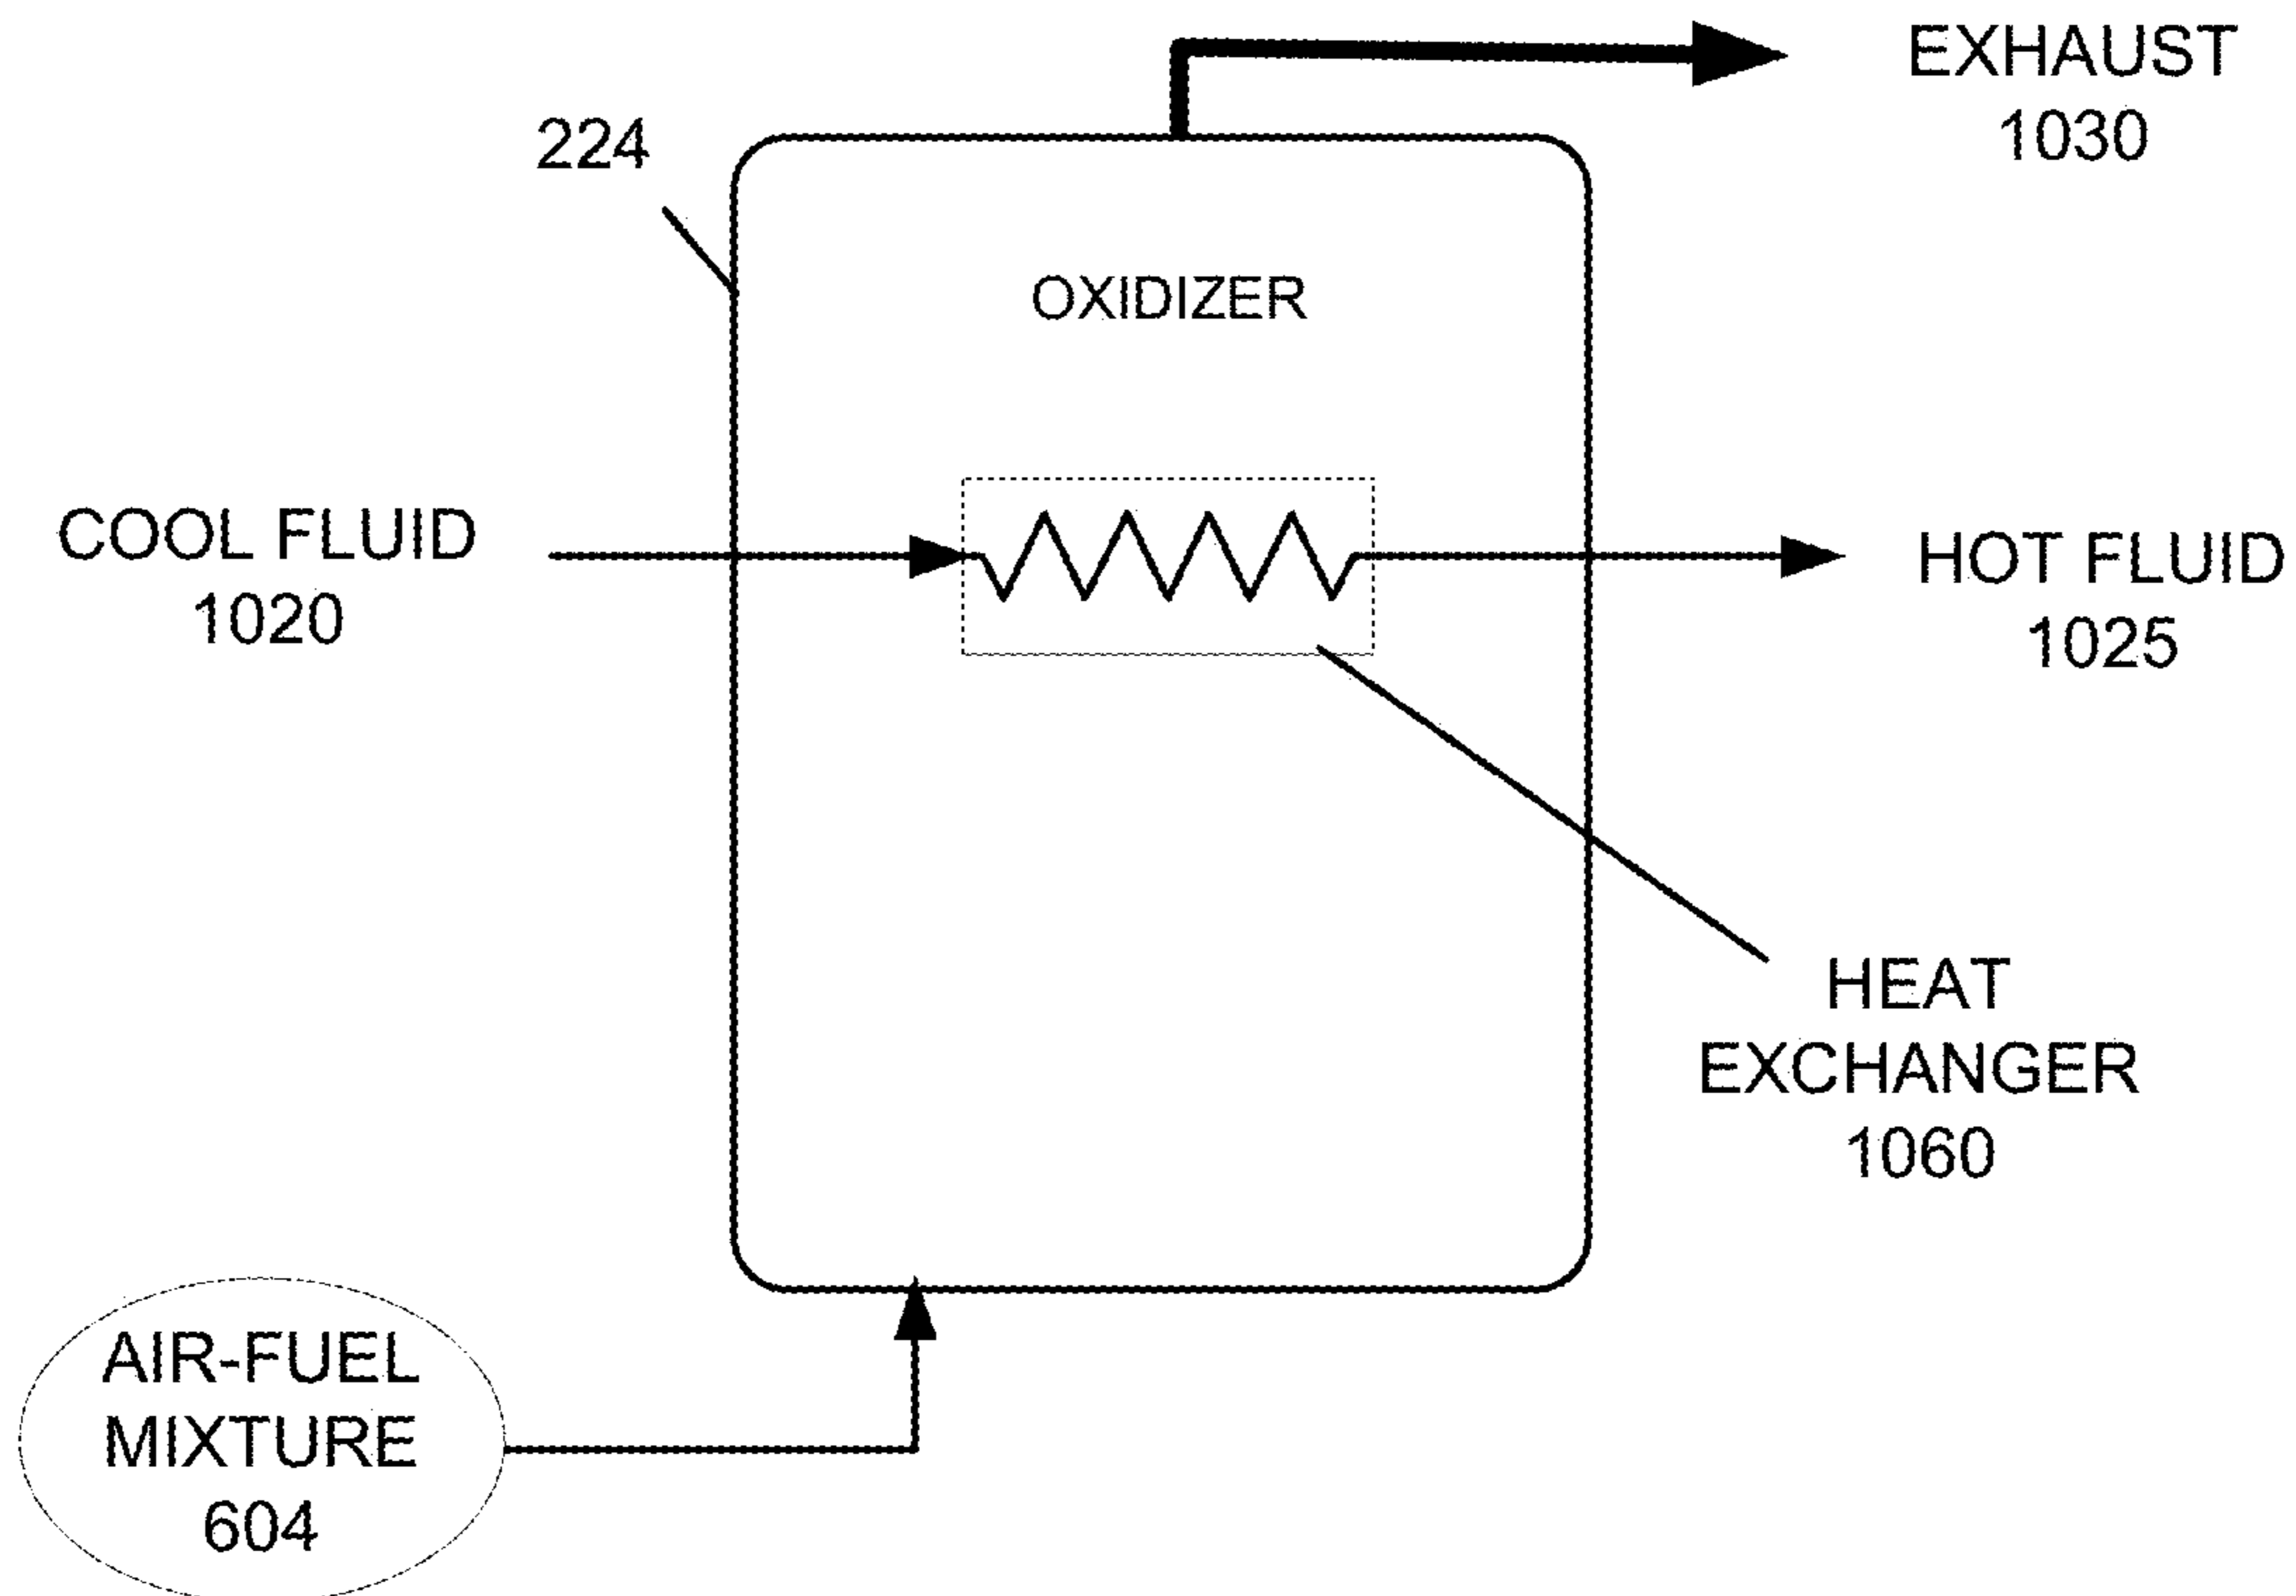 EXHAUST
1030
224
OXIDIZER
COOL FLUID
1020
HOT FLUID
1025
HEAT
EXCHANGER
1060
AIR-FUEL
MIXTURE
604